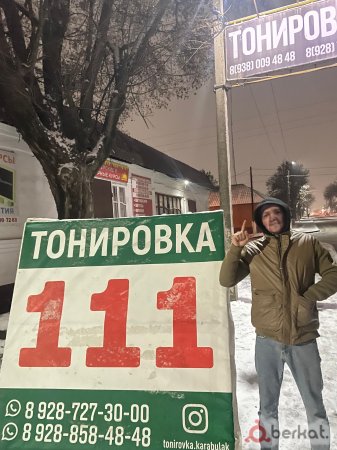 ТОНИРОВ
8(938) 009 48 48
8(928)
ТОНИРОВКА
111
8 928-727-30-00
8 928-858-48-48
tonirovka.karabulak
berkat.